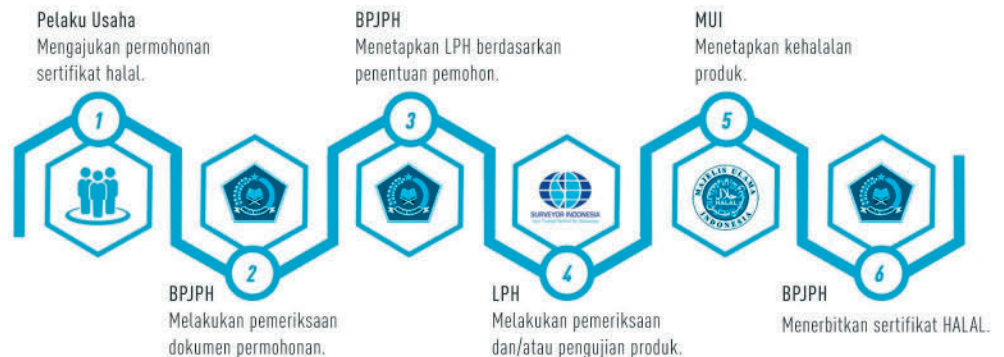 Pelaku Usaha
Mengajukan permohonan
sertifikat halal.
1
2
BPJPH
Melakukan pemeriksaan
dokumen permohonan.
BPJPH
Menetapkan LPH berdasarkan
penentuan pemohon.
3
SURVEYOR INDONESIA
4
LPH
Melakukan pemeriksaan
dan/atau pengujian produk.
MUI
Menetapkan kehalalan
produk.
5
MAJELIS ULAMA
HALAL
INDONESIA
6
BPJPH
Menerbitkan sertifikat HALAL.